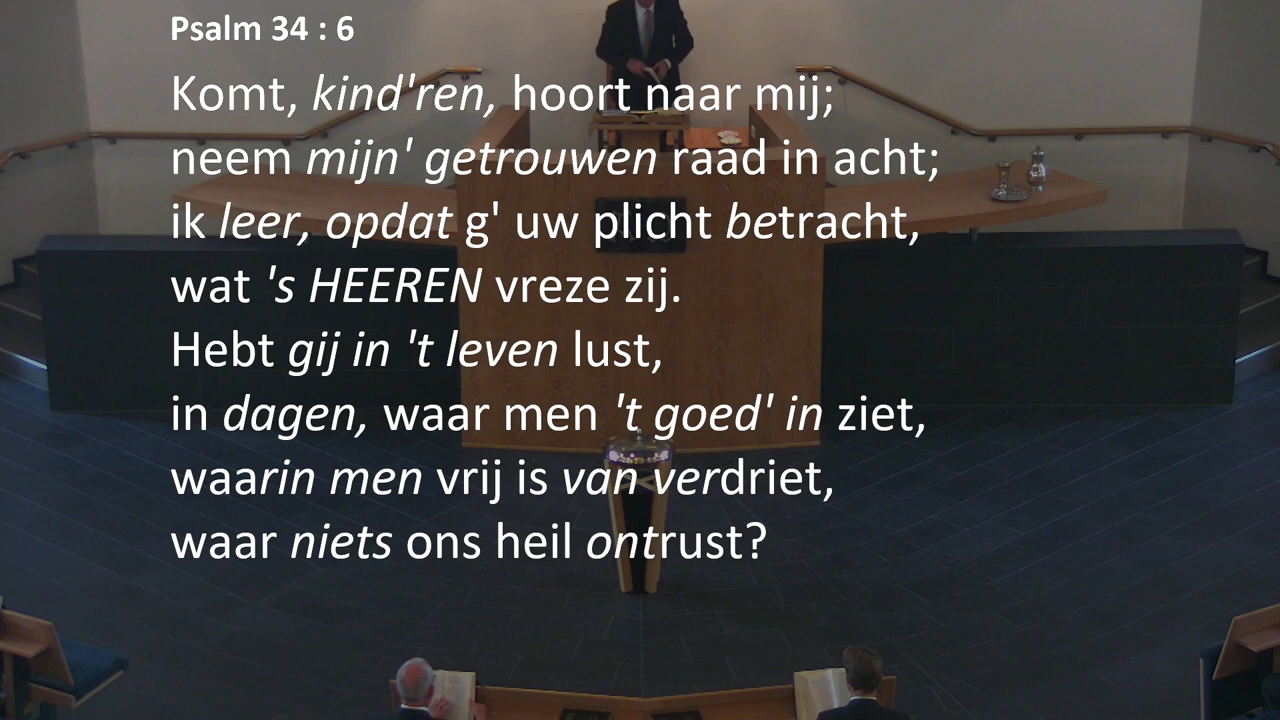 Psalm 34 : 6
Komt, kind'ren, hoort naar mij;
neem mijn' getrouwen raad in acht;
ik leer, opdat g' uw plicht betracht,
wat 's HEEREN vreze zij.
Hebt gij in 't leven lust,
in dagen, waar men 't goed' in ziet,
waarin men vrij is van verdriet,
waar niets ons heil ontrust?